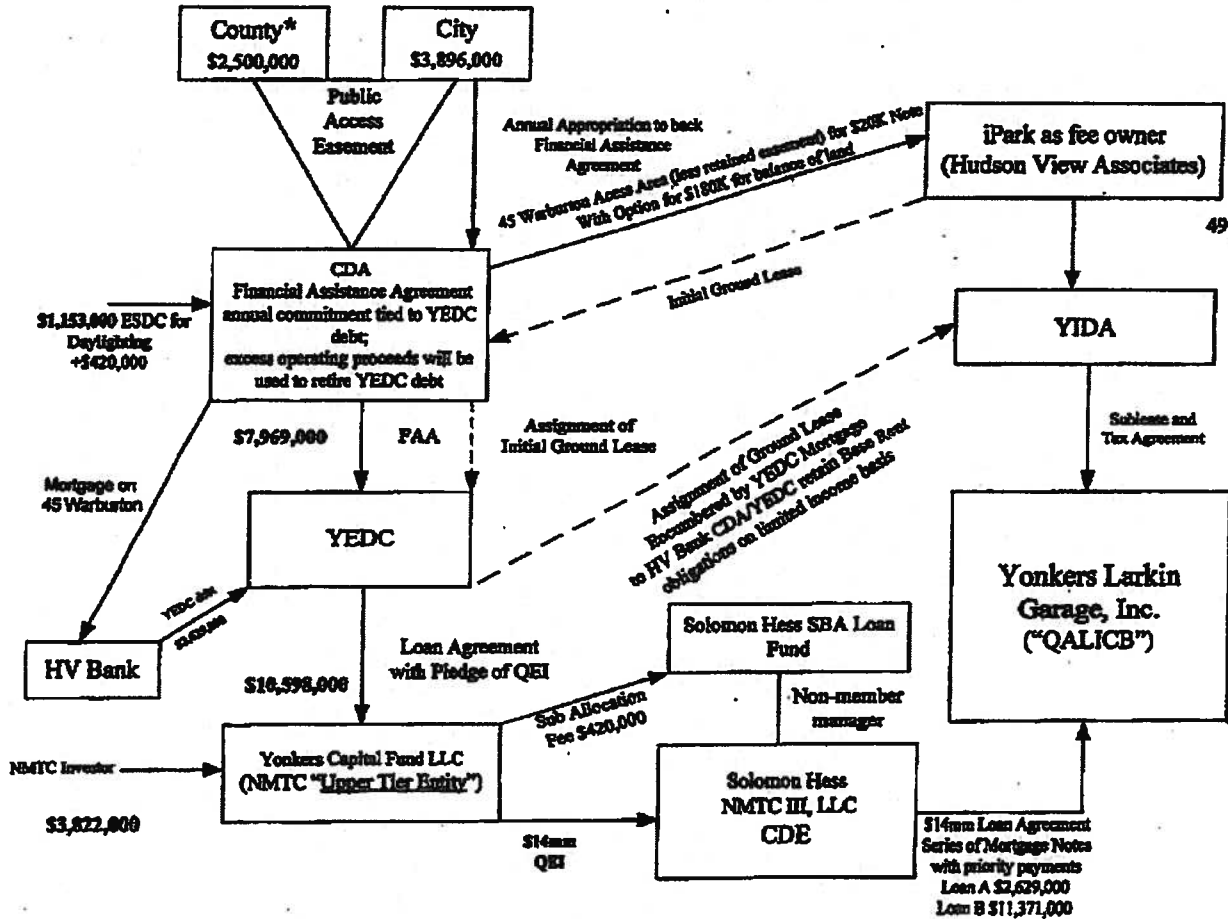 County*
$2,500,000
City
$3,896,000
Public
Access
Easement
Annual Appropriation to back
Financial Assistance
Agreement
45 Warburton Acess Area (less retained easement) for $20K Note
With Option for $180K for balance of land
iPark as fee owner
(Hudson View Associates)
49
Initial Ground Lease
CDA
Financial Assistance Agreement
annual commitment tied to YEDC
debt;
excess operating proceeds will be
used to retire YEDC debt
$1,153,000 ESDC for
Daylighting
+$420,000
YIDA
$7,969,000
FAA
Assignment of
Initial Ground Lease
Sublease and
Tax Agreement
Mortgage on
45 Warburton
Assignment of Ground Lease
Encumbered by YEDC Mortgage
to HV Bank CDA/YEDC retain Base Rent
obligations on limited income basis
YEDC
Yonkers Larkin
Garage, Inc.
("QALICB")
YEDC debt
$2,629,000
HV Bank
Loan Agreement
with Pledge of QEI
$10,598,000
Solomon Hess SBA Loan
Fund
Sub Allocation
Fee $420,000
Non-member
manager
NMTC Investor
$3,822,000
Yonkers Capital Fund LLC
(NMTC "Upper Tier Entity")
$14mm
QEI
Solomon Hess
NMTC III, LLC
CDE
$14mm Loan Agreement
Series of Mortgage Notes
with priority payments
Loan A $2,629,000
Loan B $11,371,000